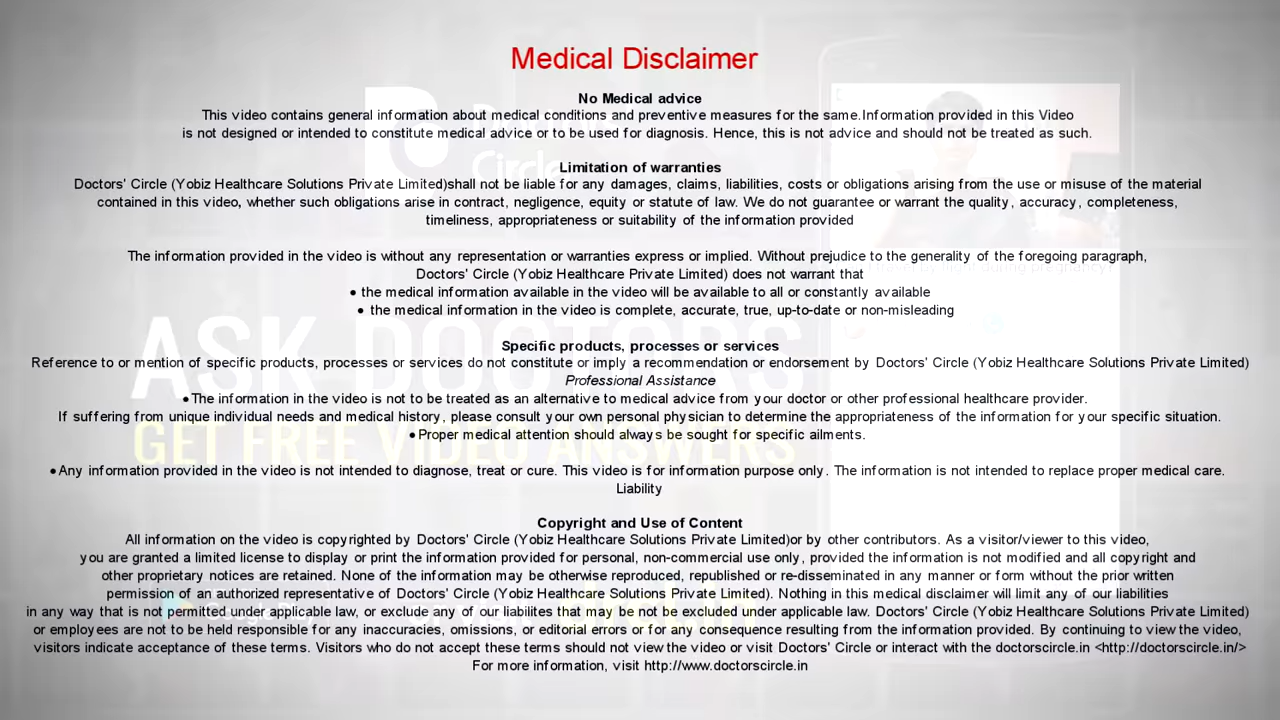 Medical Disclaimer
No Medical advice
This video contains general information about medical conditions and preventive measures for the same.Information provided in this Video
is not designed or intended to constitute medical advice or to be used for diagnosis. Hence, this is not advice and should not be treated as such.
Limitation of warranties
Doctors' Circle (Yobiz Healthcare Solutions Private Limited)shall not be liable for any damages, claims, liabilities, costs or obligations arising from the use or misuse of the material
contained in this video, whether such obligations arise in contract, negligence, equity or statute of law. We do not guarantee or warrant the quality, accuracy, completeness,
timeliness, appropriateness or suitability of the information provided
The information provided in the video is without any representation or warranties express or implied. Without prejudice to the generality of the foregoing paragraph,
Doctors' Circle (Yobiz Healthcare Private Limited) does not warrant that
• the medical information available in the video will be available to all or constantly available
• the medical information in the video is complete, accurate, true, up-to-date or non-misleading
Specific products, processes or services
Reference to or mention of specific products, processes or services do not constitute or imply a recommendation or endorsement by Doctors' Circle (Yobiz Healthcare Solutions Private Limited)
Professional Assistance
•The information in the video is not to be treated as an alternative to medical advice from your doctor or other professional healthcare provider.
If suffering from unique individual needs and medical history, please consult your own personal physician to determine the appropriateness of the information for your specific situation.
•Proper medical attention should always be sought for specific ailments.
•Any information provided in the video is not intended to diagnose, treat or cure. This video is for information purpose only. The information is not intended to replace proper medical care.
Liability
Copyright and Use of Content
All information on the video is copyrighted by Doctors' Circle (Yobiz Healthcare Solutions Private Limited)or by other contributors. As a visitor/viewer to this video,
you are granted a limited license to display or print the information provided for personal, non-commercial use only, provided the information is not modified and all copyright and
other proprietary notices are retained. None of the information may be otherwise reproduced, republished or re-disseminated in any manner or form without the prior written
permission of an authorized representative of Doctors' Circle (Yobiz Healthcare Solutions Private Limited). Nothing in this medical disclaimer will limit any of our liabilities
in any way that is not permitted under applicable law, or exclude any of our liabilites that may be not be excluded under applicable law. Doctors' Circle (Yobiz Healthcare Solutions Private Limited)
or employees are not to be held responsible for any inaccuracies, omissions, or editorial errors or for any consequence resulting from the information provided. By continuing to view the video,
visitors indicate acceptance of these terms. Visitors who do not accept these terms should not view the video or visit Doctors' Circle or interact with the doctorscircle.in <http://doctorscircle.in/>
For more information, visit http://www.doctorscircle.in
Circle
ASK DOCTORS
GET FREE VIDEO ANSWERS
Google Play